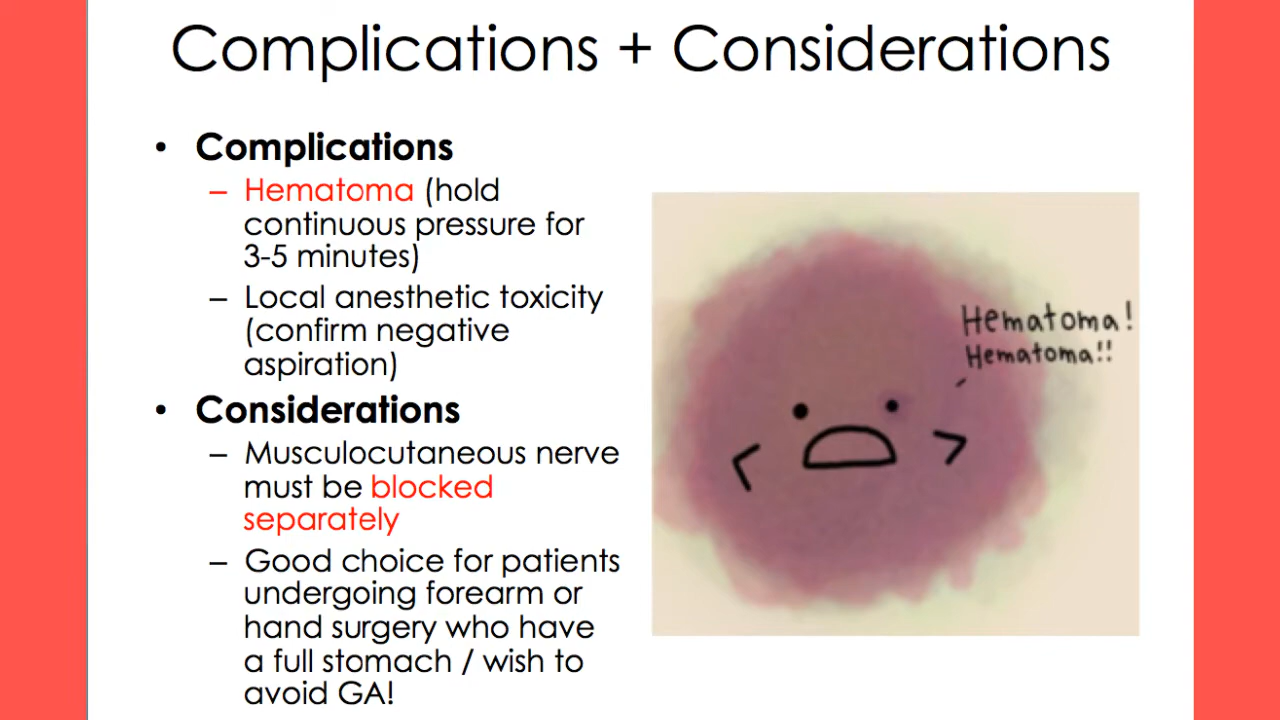 Complications + Considerations
• Complications
– Hematoma (hold
continuous pressure for
3-5 minutes)
– Local anesthetic toxicity
(confirm negative
aspiration)
• Considerations
– Musculocutaneous nerve
must be blocked
separately
– Good choice for patients
undergoing forearm or
hand surgery who have
a full stomach / wish to
avoid GA!
Hematoma!
Hematoma!!